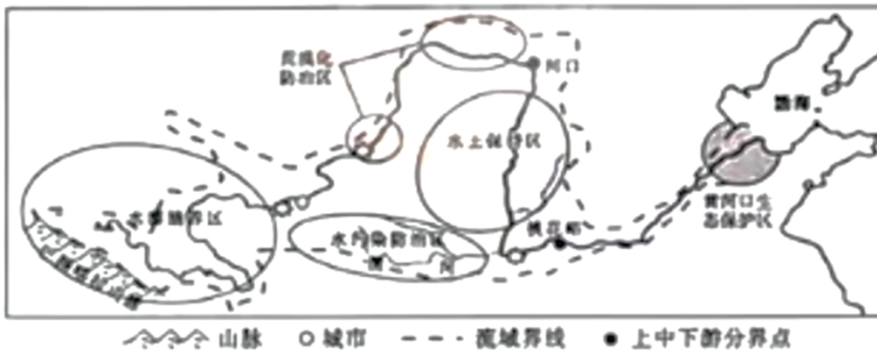 荒漠化
防治区
河口
渤海
水土保持区
水源涵养区
黄河口生
态保护区
桃花峪
水污染防治区
渭 河
山脉 城市 流域界线 上中下游分界点